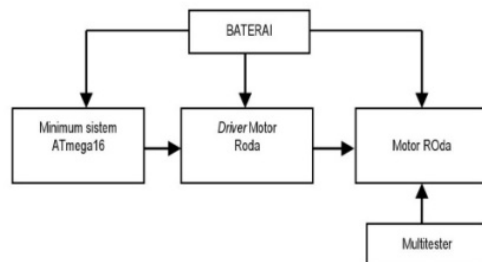 BATERAI
Minimum sistem
ATmega16
Driver Motor
Roda
Motor ROda
Multitester